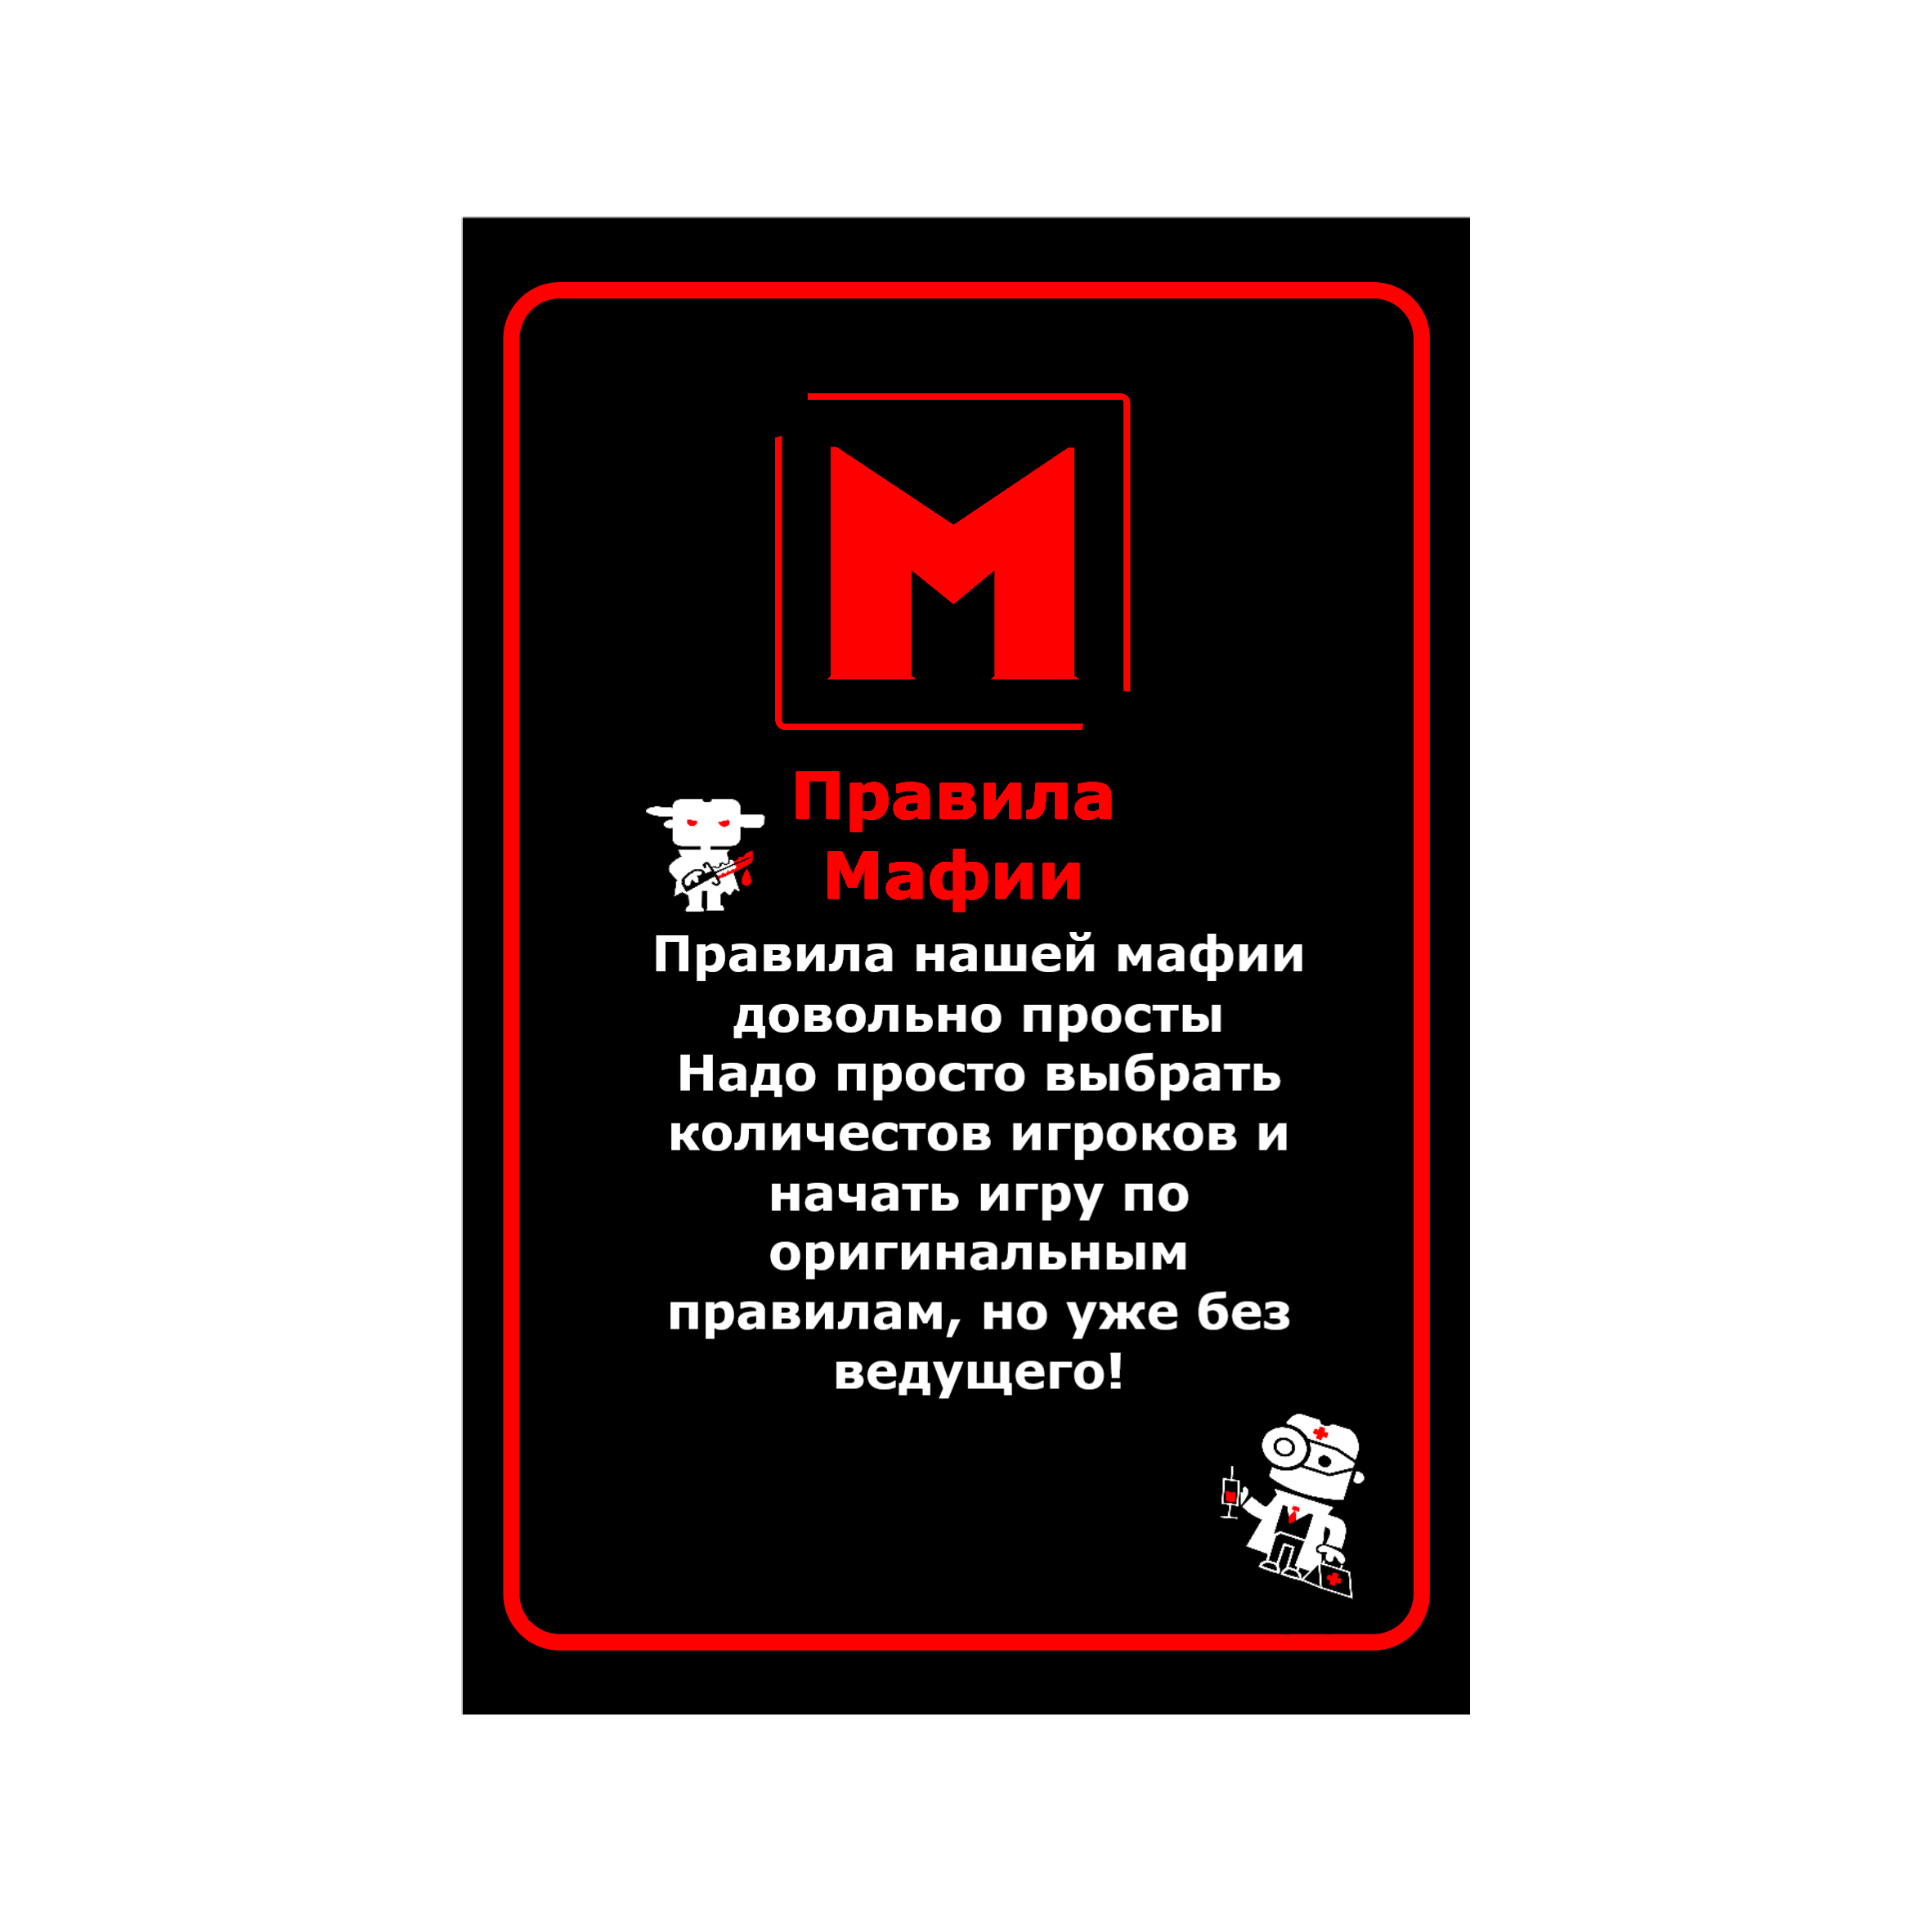 М
Правила
Мафии
Правила нашей мафии
довольно просты
Надо просто выбрать
количестов игроков и
начать игру по
оригинальным
правилам, но уже без
ведущего!